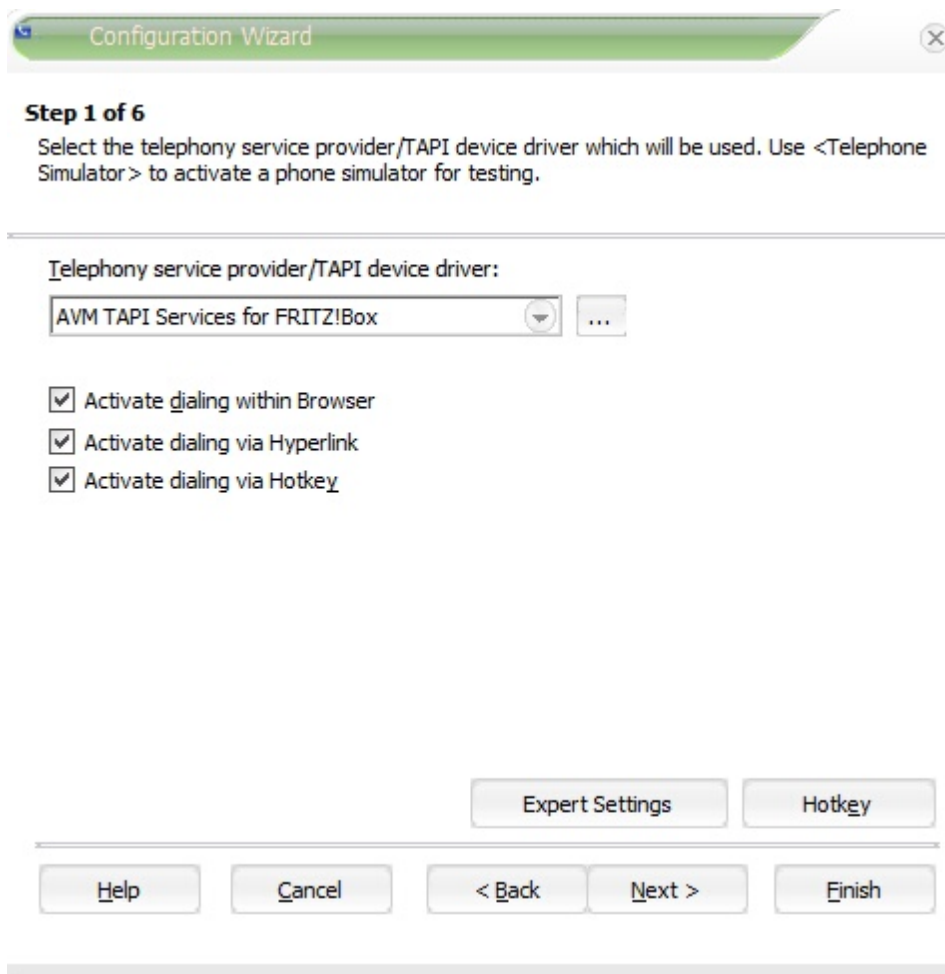 Configuration Wizard
Step 1 of 6
Select the telephony service provider/TAPI device driver which will be used. Use <Telephone
Simulator> to activate a phone simulator for testing.
Telephony service provider/TAPI device driver:
AVM TAPI Services for FRITZ!Box
...
Activate dialing within Browser
Activate dialing via Hyperlink
Activate dialing via Hotkey
Expert Settings
Hotkey
Help
Cancel
< Back
Next >
Finish